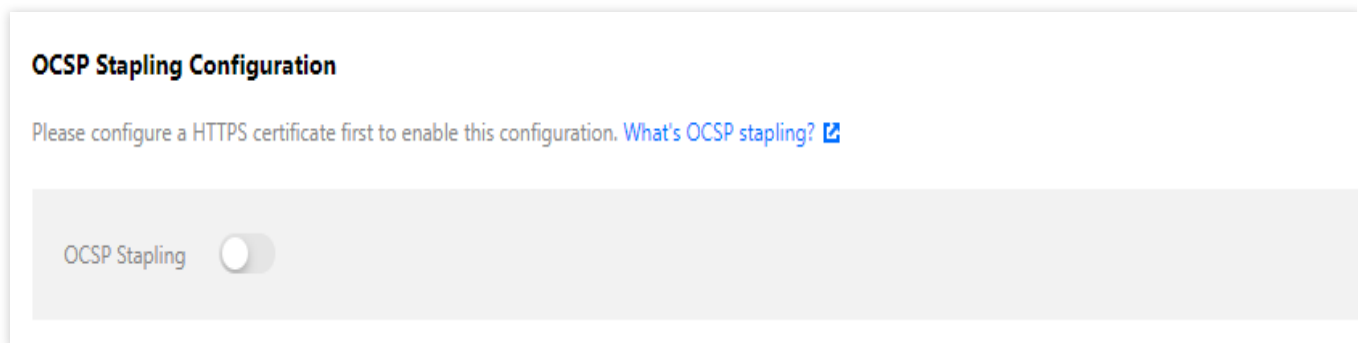 OCSP Stapling Configuration
Please configure a HTTPS certificate first to enable this configuration. What's OCSP stapling?
OCSP Stapling